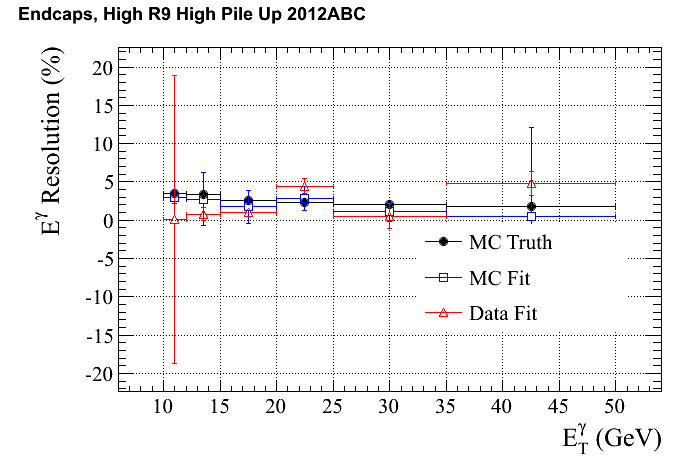 Endcaps, High R9 High Pile Up 2012ABC
E^γ Resolution (%)
20
15
10
5
0
-5
-10
-15
-20
MC Truth
MC Fit
Data Fit
10 15 20 25 30 35 40 45 50
E_T^γ (GeV)